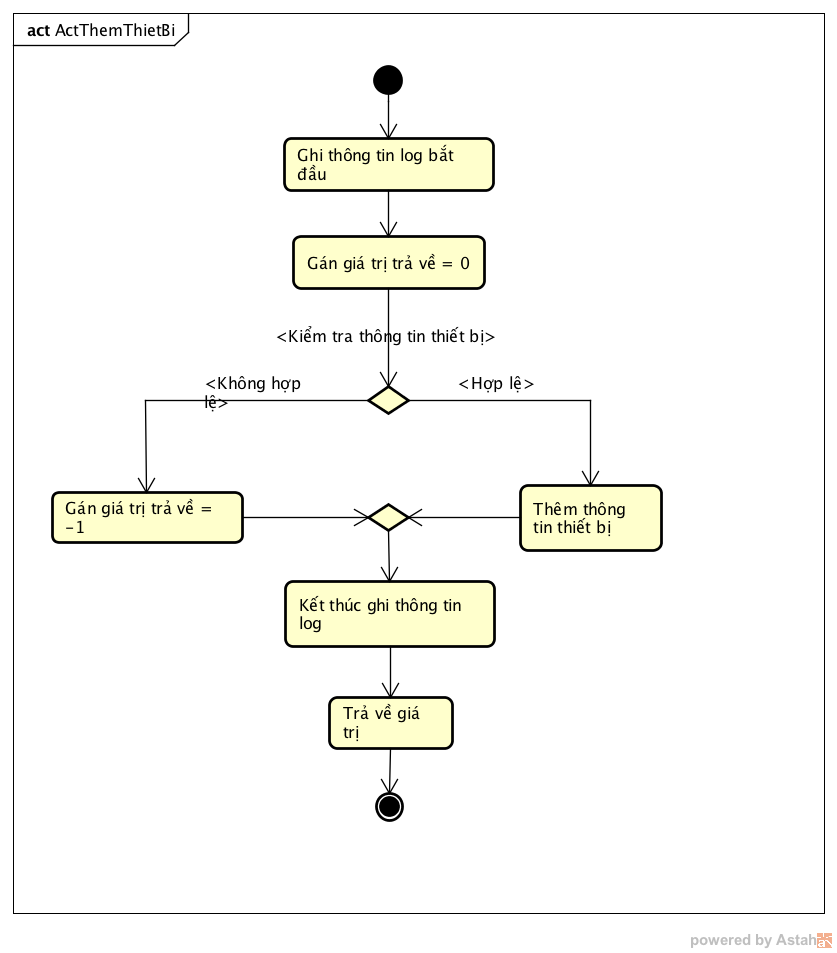 act ActThemThietBi
Ghi thông tin log bắt
đầu
Gán giá trị trả về = 0
<Kiểm tra thông tin thiết bị>
<Không hợp
lệ>
<Hợp lệ>
Gán giá trị trả về =
-1
Thêm thông
tin thiết bị
Kết thúc ghi thông tin
log
Trả về giá
trị
powered by Astah